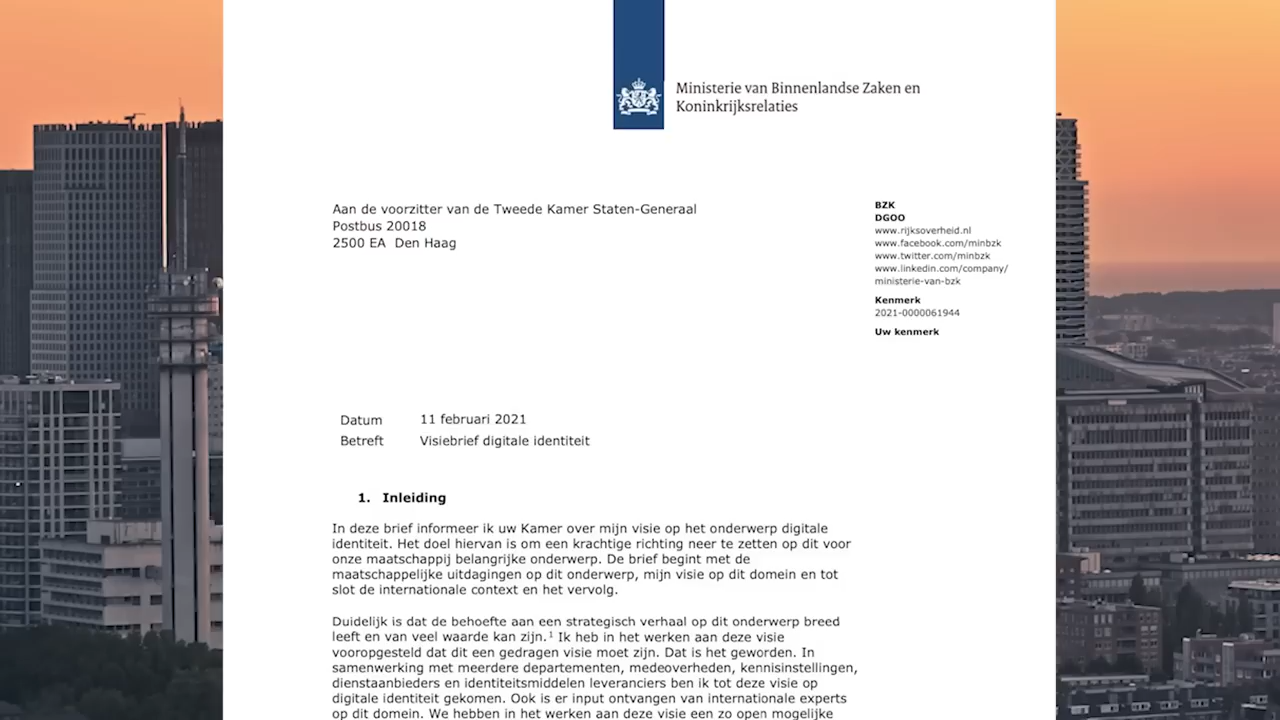 Ministerie van Binnenlandse Zaken en
Koninkrijksrelaties
Aan de voorzitter van de Tweede Kamer Staten-Generaal
Postbus 20018
2500 EA Den Haag
BZK
DGOO
www.rijksoverheid.nl
www.facebook.com/minbzk
www.twitter.com/minbzk
www.linkedin.com/company/
ministerie-van-bzk
Kenmerk
2021-0000061944
Uw kenmerk
Datum 11 februari 2021
Betreft Visiebrief digitale identiteit
1. Inleiding
In deze brief informeer ik uw Kamer over mijn visie op het onderwerp digitale
identiteit. Het doel hiervan is om een krachtige richting neer te zetten op dit voor
onze maatschappij belangrijke onderwerp. De brief begint met de
maatschappelijke uitdagingen op dit onderwerp, mijn visie op dit domein en tot
slot de internationale context en het vervolg.
Duidelijk is dat de behoefte aan een strategisch verhaal op dit onderwerp breed
leeft en van veel waarde kan zijn.¹ Ik heb in het werken aan deze visie
vooropgesteld dat dit een gedragen visie moet zijn. Dat is het geworden. In
samenwerking met meerdere departementen, medeoverheden, kennisinstellingen,
dienstaanbieders en identiteitsmiddelen leveranciers ben ik tot deze visie op
digitale identiteit gekomen. Ook is er input ontvangen van internationale experts
op dit domein. We hebben in het werken aan deze visie een zo open mogelijke